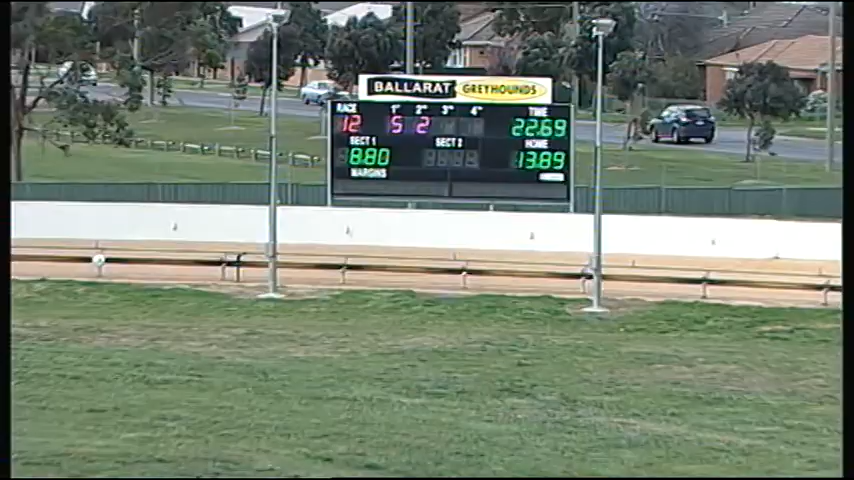 BALLARAT GREYHOUNDS
RACE 1ˢᵗ 2ⁿᵈ 3ʳᵈ 4ᵗʰ TIME
12 5 2 22.69
SECT 1 SECT 2 HOME
8.80 13.89
MARGINS